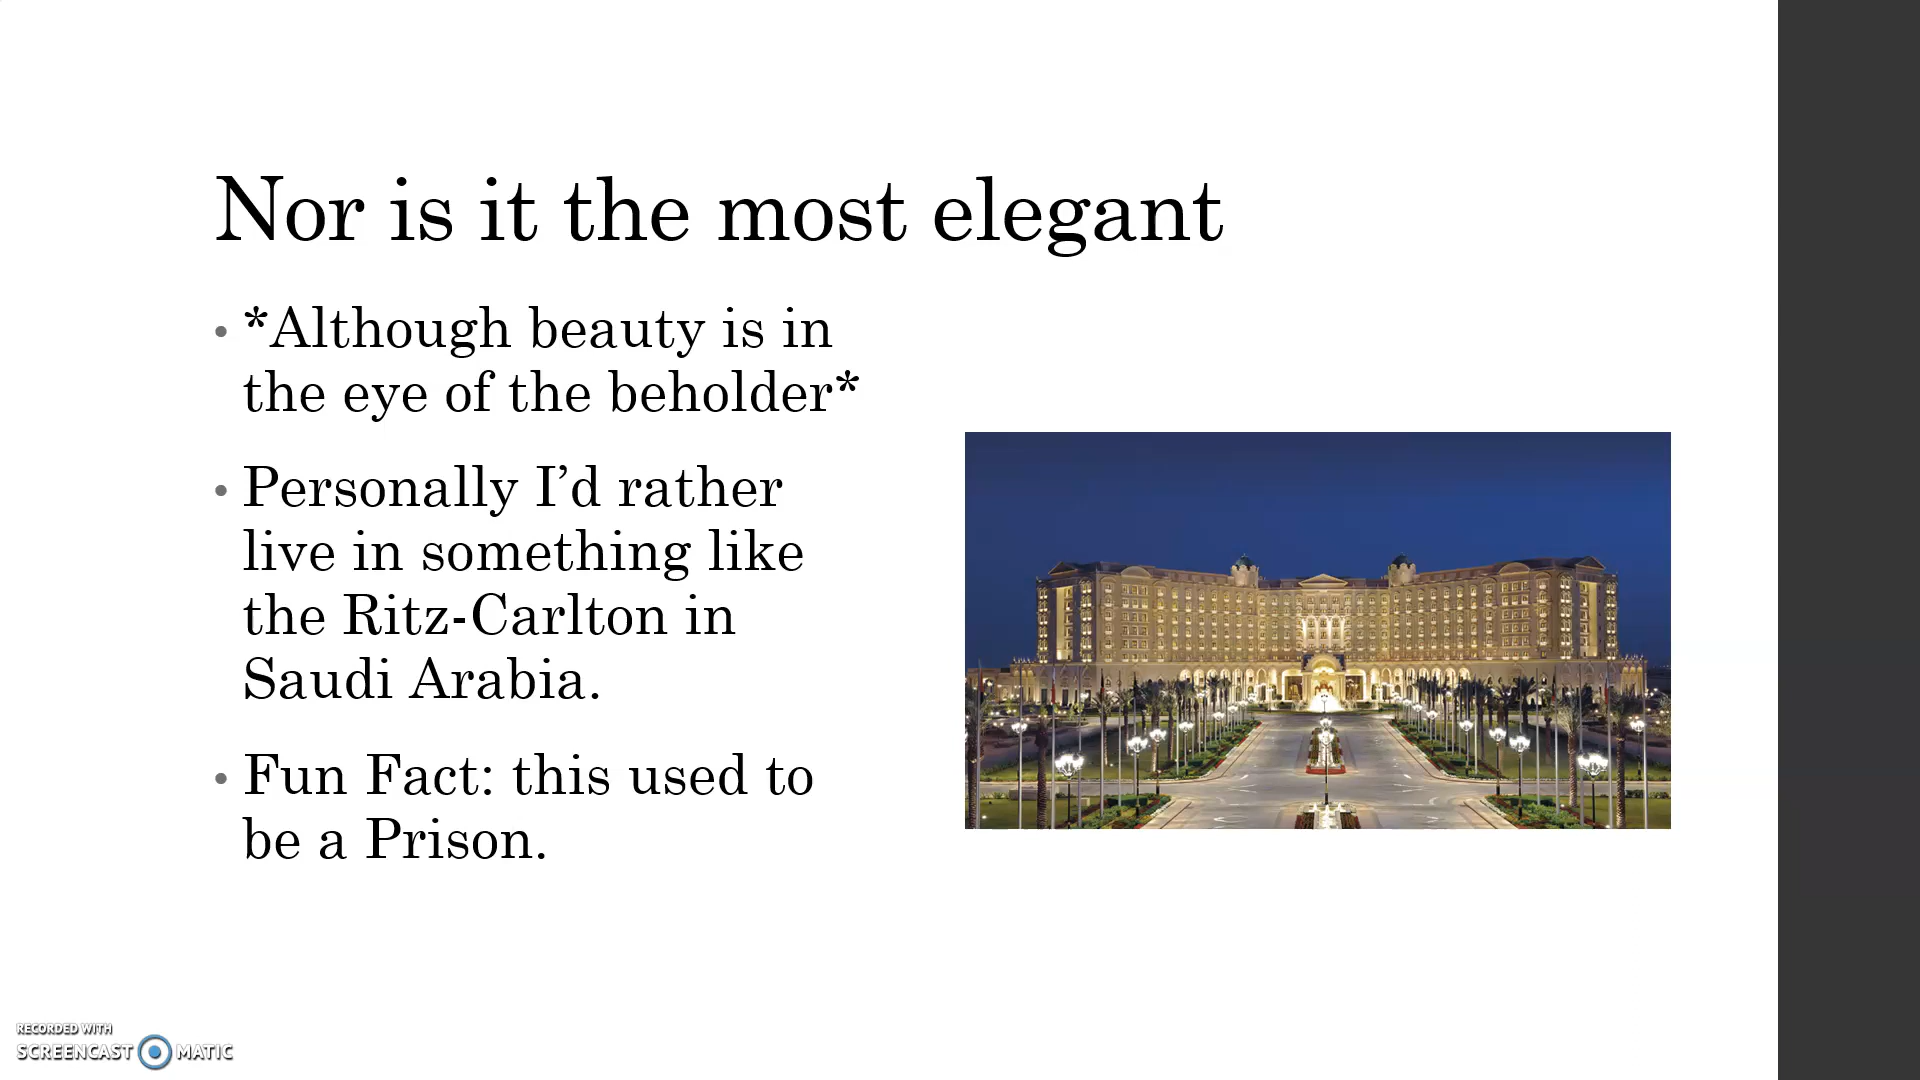 Nor is it the most elegant
• *Although beauty is in
the eye of the beholder*
• Personally I’d rather
live in something like
the Ritz-Carlton in
Saudi Arabia.
• Fun Fact: this used to
be a Prison.
RECORDED WITH
SCREENCAST MATIC